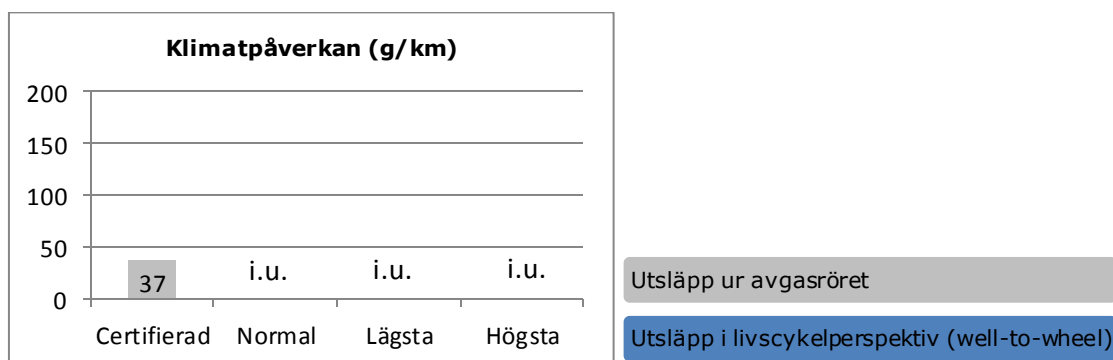 Klimatpåverkan (g/km)
200
150
100
50
0
37
i.u.
i.u.
i.u.
Certifierad Normal Lägsta Högsta
Utsläpp ur avgasröret
Utsläpp i livscykelperspektiv (well-to-wheel)